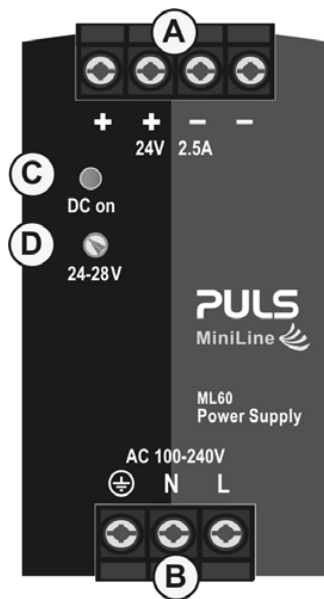 A
+ + − −
24V 2.5A
C
DC on
D
24-28V
PULS
MiniLine
ML60
Power Supply
AC 100-240V
N L
B